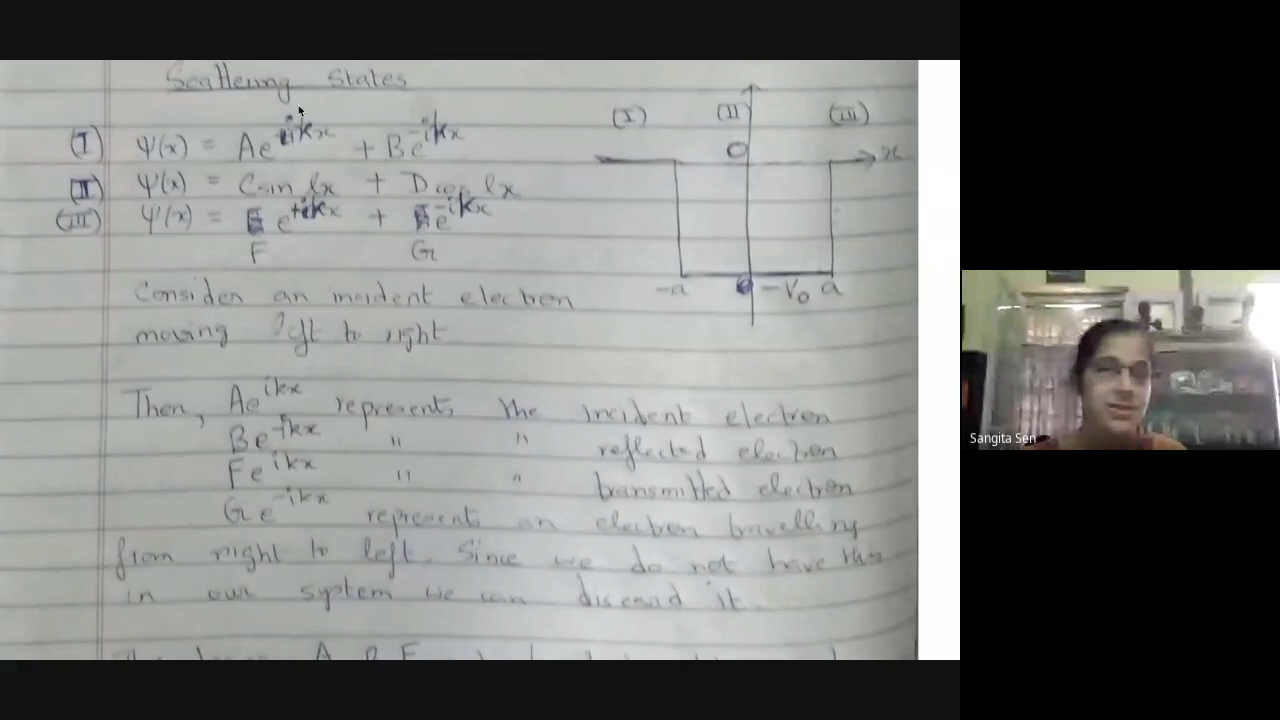 Scattering States
(I) (II) (III)
(I) ψ(x) = Ae^{+ikx} + Be^{-ikx}
O
x
(II) ψ(x) = C sin lx + D cos lx
(III) ψ(x) = e^{+ikx} + e^{-ikx}
F G
-a -V₀ a
Consider an incident electron
moving left to right
Then, Ae^{ikx} represents the incident electron
Be^{-ikx} " " reflected electron
Fe^{ikx} " " transmitted electron
Ge^{-ikx} represents an electron travelling
from right to left. Since we do not have this
in our system we can discard it.
Sangita Sen